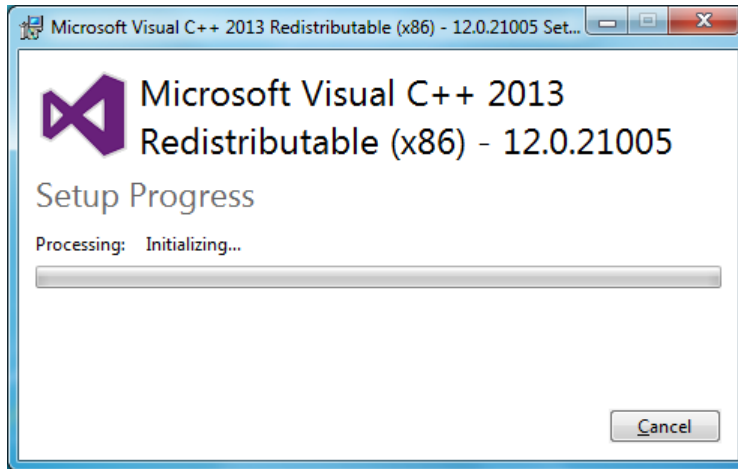 Microsoft Visual C++ 2013 Redistributable (x86) - 12.0.21005 Set...
Microsoft Visual C++ 2013
Redistributable (x86) - 12.0.21005
Setup Progress
Processing: Initializing...
Cancel